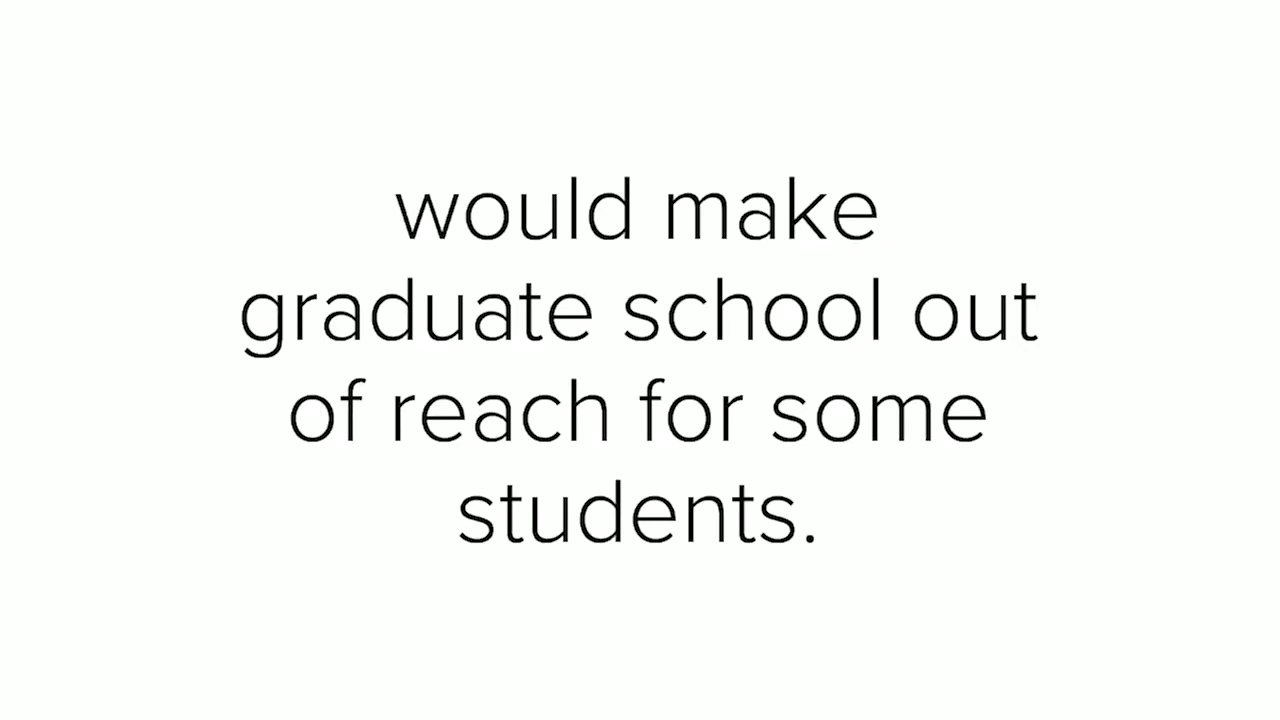 would make
graduate school out
of reach for some
students.